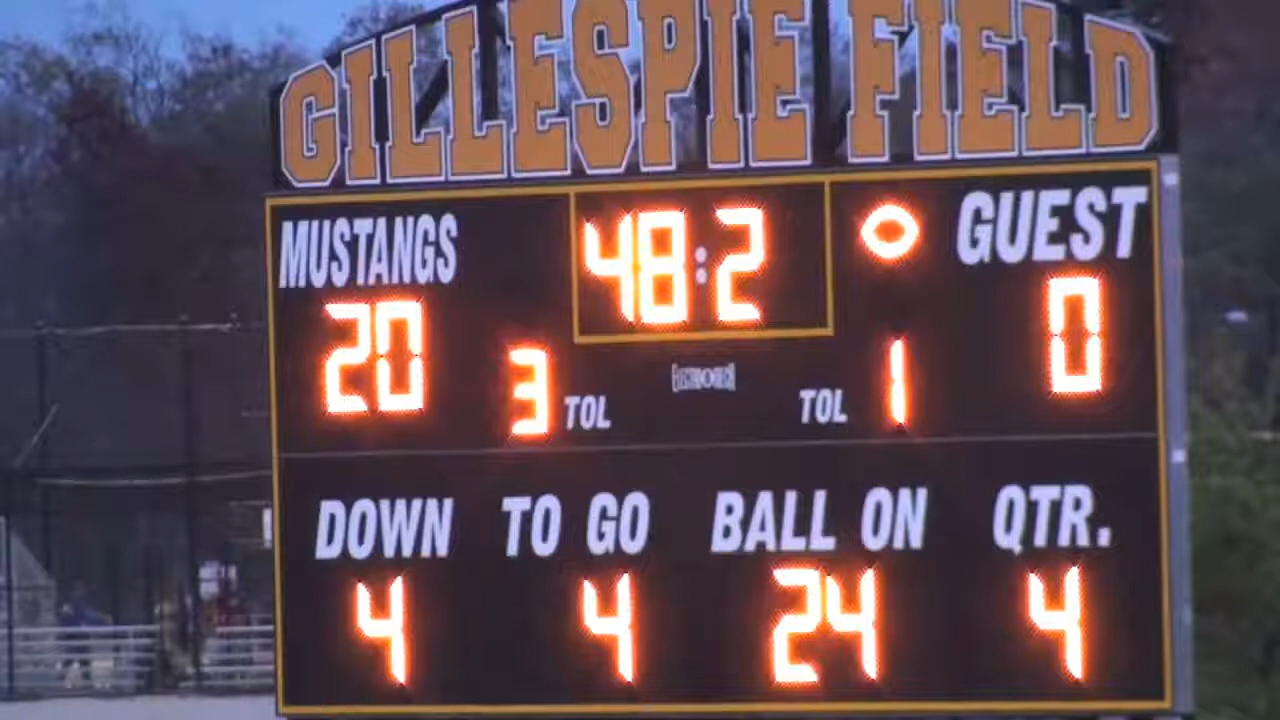 GILLESPIE FIELD
MUSTANGS 48:2 GUEST
20 0
3 TOL TOL 1
DOWN TO GO BALL ON QTR.
4 4 24 4